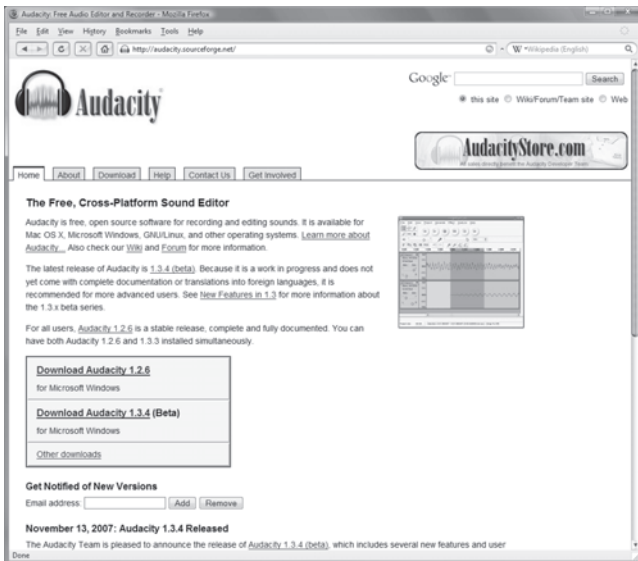 Audacity: Free Audio Editor and Recorder - Mozilla Firefox
File Edit View History Bookmarks Tools Help
http://audacity.sourceforge.net/
Wikipedia (English)
Audacity
Google
Search
this site Wiki/Forum/Team site Web
AudacityStore.com
Home About Download Help Contact Us Get Involved
The Free, Cross-Platform Sound Editor
Audacity is free, open source software for recording and editing sounds. It is available for
Mac OS X, Microsoft Windows, GNU/Linux, and other operating systems. Learn more about
Audacity... Also check our Wiki and Forum for more information.
The latest release of Audacity is 1.3.4 (beta). Because it is a work in progress and does not
yet come with complete documentation or translations into foreign languages, it is
recommended for more advanced users. See New Features in 1.3 for more information about
the 1.3.x beta series.
For all users, Audacity 1.2.6 is a stable release, complete and fully documented. You can
have both Audacity 1.2.6 and 1.3.3 installed simultaneously.
Download Audacity 1.2.6
for Microsoft Windows
Download Audacity 1.3.4 (Beta)
for Microsoft Windows
Other downloads
Get Notified of New Versions
Email address: Add Remove
November 13, 2007: Audacity 1.3.4 Released
The Audacity Team is pleased to announce the release of Audacity 1.3.4 (beta), which includes several new features and user
Done